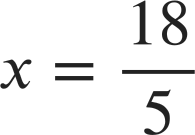 x = 18/5